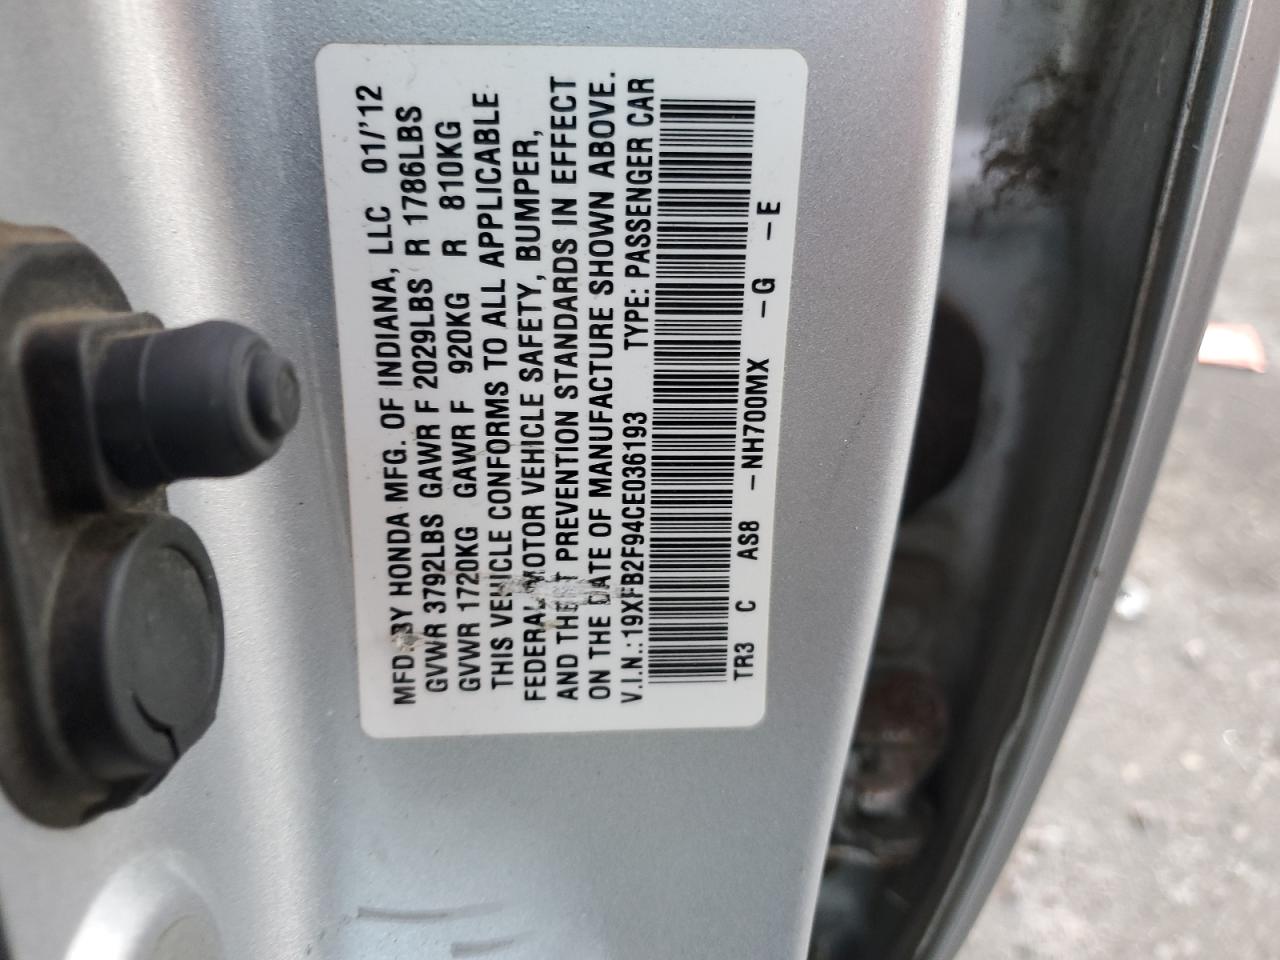 MFD. BY HONDA MFG. OF INDIANA, LLC 01/'12
GVWR 3792LBS GAWR F 2029LBS R 1786LBS
GVWR 1720KG GAWR F 920KG R 810KG
THIS VEHICLE CONFORMS TO ALL APPLICABLE
FEDERAL MOTOR VEHICLE SAFETY, BUMPER,
AND THEFT PREVENTION STANDARDS IN EFFECT
ON THE DATE OF MANUFACTURE SHOWN ABOVE.
V.I.N.: 19XFB2F94CE036193 TYPE: PASSENGER CAR
TR3 C AS8 –NH700MX –G –E